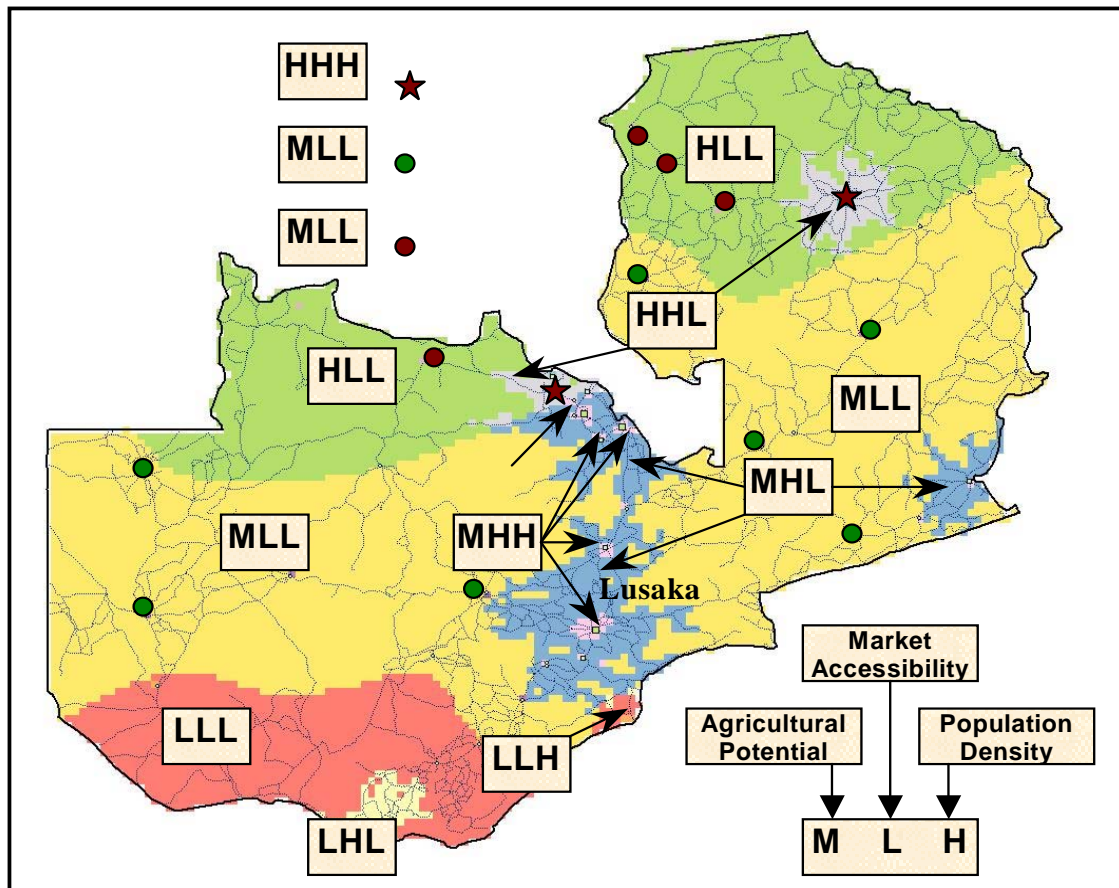 HHH
MLL
MLL
HLL
HHL
HLL
MLL
MHL
MLL
MHH
Lusaka
Market
Accessibility
LLL
LLH
Agricultural
Potential
Population
Density
LHL
M L H